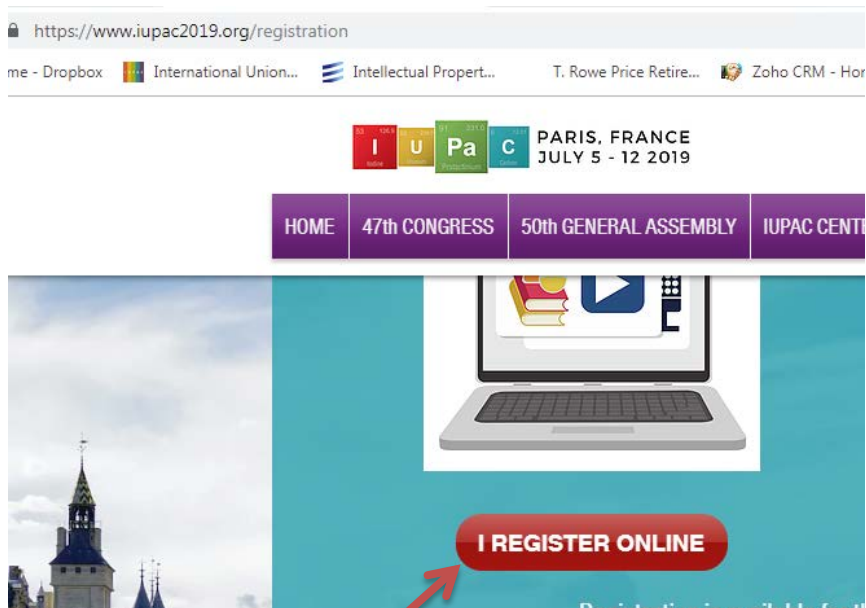 https://www.iupac2019.org/registration
me - Dropbox International Union... Intellectual Propert... T. Rowe Price Retire... Zoho CRM - Hor
I U Pa C
PARIS, FRANCE
JULY 5 - 12 2019
HOME 47th CONGRESS 50th GENERAL ASSEMBLY IUPAC CENTE
I REGISTER ONLINE